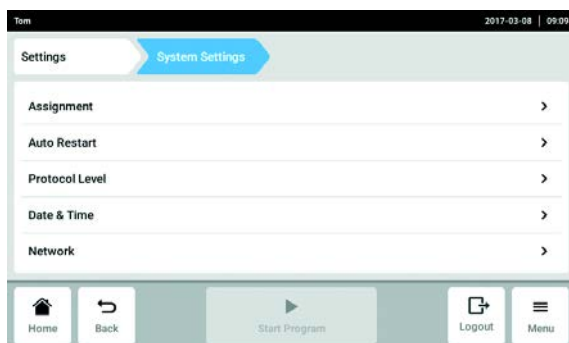 Tom 2017-03-08 | 09:09
Settings System Settings
Assignment
Auto Restart
Protocol Level
Date & Time
Network
Home Back Start Program Logout Menu